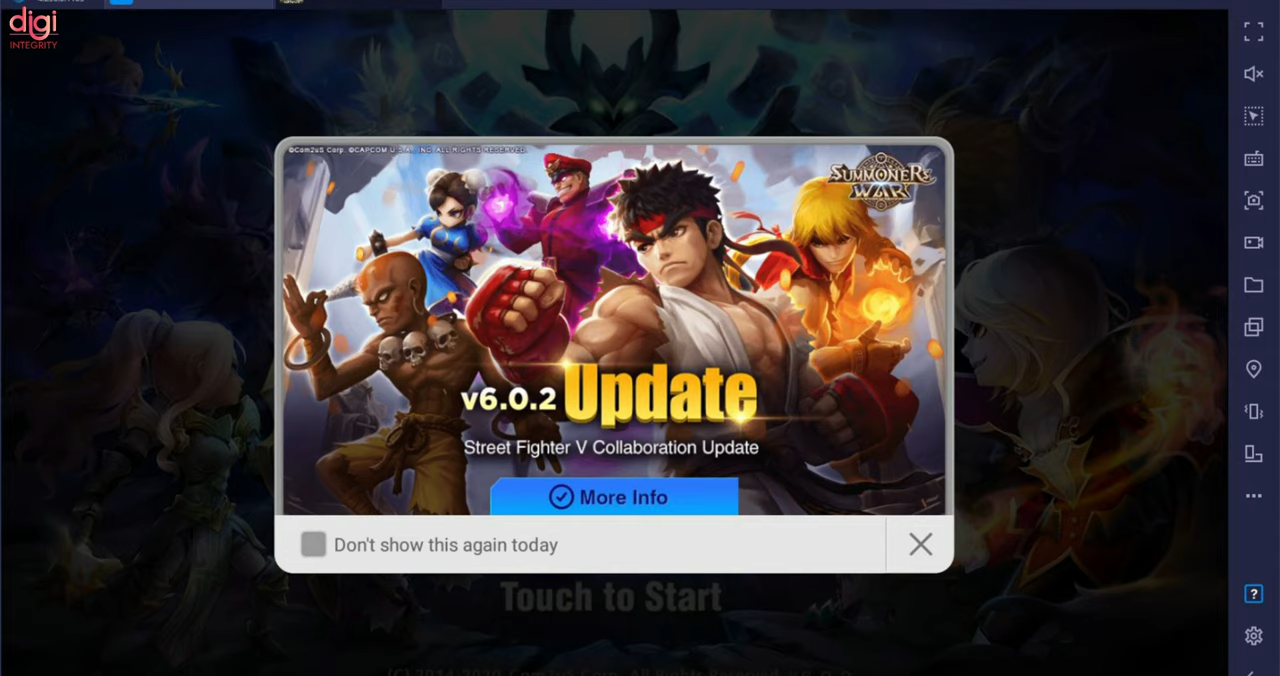 digi
INTEGRITY
©Com2uS Corp. ©CAPCOM U.S.A., INC. ALL RIGHTS RESERVED.
SUMMONERS
WAR
v6.0.2 Update
Street Fighter V Collaboration Update
More Info
Don't show this again today
Touch to Start
?